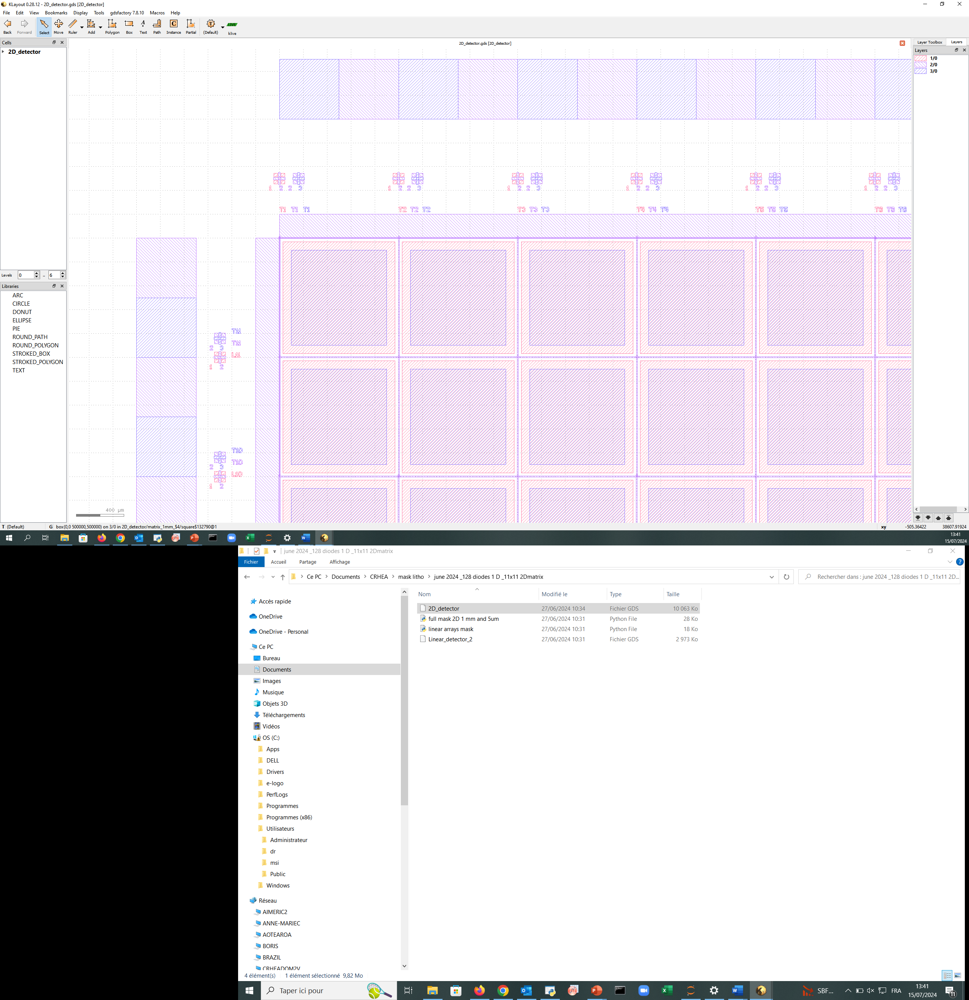 KLayout 0.28.12 - 2D_detector.gds [2D_detector]
File Edit View Bookmarks Display Tools gdsfactory 7.8.10 Macros Help
Back Forward Select Move Ruler Add Polygon Box Text Path Instance Partial (Default) klive
LIVE
Cells
2D_detector.gds [2D_detector]
Layer Toolbox Layers
2D_detector
Layers
1/0
2/0
3/0
1 2 2 3 1 2 2 3 1 2 2 3 1 2 2 3 1 2 2 3 1 2 2 3
T1 T1 T1 T2 T2 T2 T3 T3 T3 T4 T4 T4 T5 T5 T5 T6 T6 T6
Levels 0 .. 6
Libraries
ARC
CIRCLE
DONUT
ELLIPSE
PIE
ROUND_PATH
ROUND_POLYGON
STROKED_BOX
STROKED_POLYGON
TEXT
T11
T11
2 3
L11
1 2
T10
T10
2 3
L10
1 2
400 µm
T (Default) G box(0,0 500000,500000) on 3/0 in 2D_detector/matrix_1mm_$4/square$132790@1 xy -505.36422 38607.91924
13:41
15/07/2024
june 2024 _128 diodes 1 D _11x11 2Dmatrix
Fichier Accueil Partage Affichage
Ce PC Documents CRHEA mask litho june 2024 _128 diodes 1 D _11x11 2Dmatrix
Rechercher dans : june 2024 _128 diodes 1 D _11x11 2D...
Nom Modifié le Type Taille
2D_detector 27/06/2024 10:34 Fichier GDS 10 063 Ko
full mask 2D 1 mm and 5um 27/06/2024 10:31 Python File 28 Ko
linear arrays mask 27/06/2024 10:31 Python File 18 Ko
Linear_detector_2 27/06/2024 10:31 Fichier GDS 2 973 Ko
Accès rapide
OneDrive
OneDrive - Personal
Ce PC
Bureau
Documents
Images
Musique
Objets 3D
Téléchargements
Vidéos
OS (C:)
Apps
DELL
Drivers
e-logo
PerfLogs
Programmes
Programmes (x86)
Utilisateurs
Administrateur
dr
msi
Public
Windows
Réseau
AIMERIC2
ANNE-MARIEC
AOTEAROA
BORIS
BRAZIL
CRHEADOM2V
4 élément(s) 1 élément sélectionné 9,82 Mo
Taper ici pour
SBF... FRA
13:41
15/07/2024
11